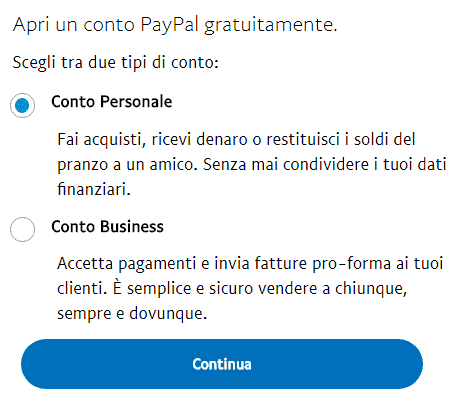 Apri un conto PayPal gratuitamente.
Scegli tra due tipi di conto:
Conto Personale
Fai acquisti, ricevi denaro o restituisci i soldi del
pranzo a un amico. Senza mai condividere i tuoi dati
finanziari.
Conto Business
Accetta pagamenti e invia fatture pro-forma ai tuoi
clienti. È semplice e sicuro vendere a chiunque,
sempre e dovunque.
Continua